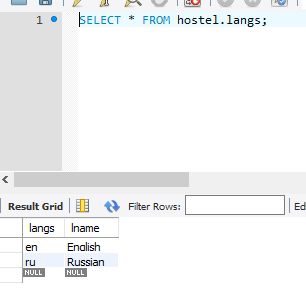 1 SELECT * FROM hostel.langs;
Result Grid Filter Rows: Ed
langs lname
en English
ru Russian
NULL NULL